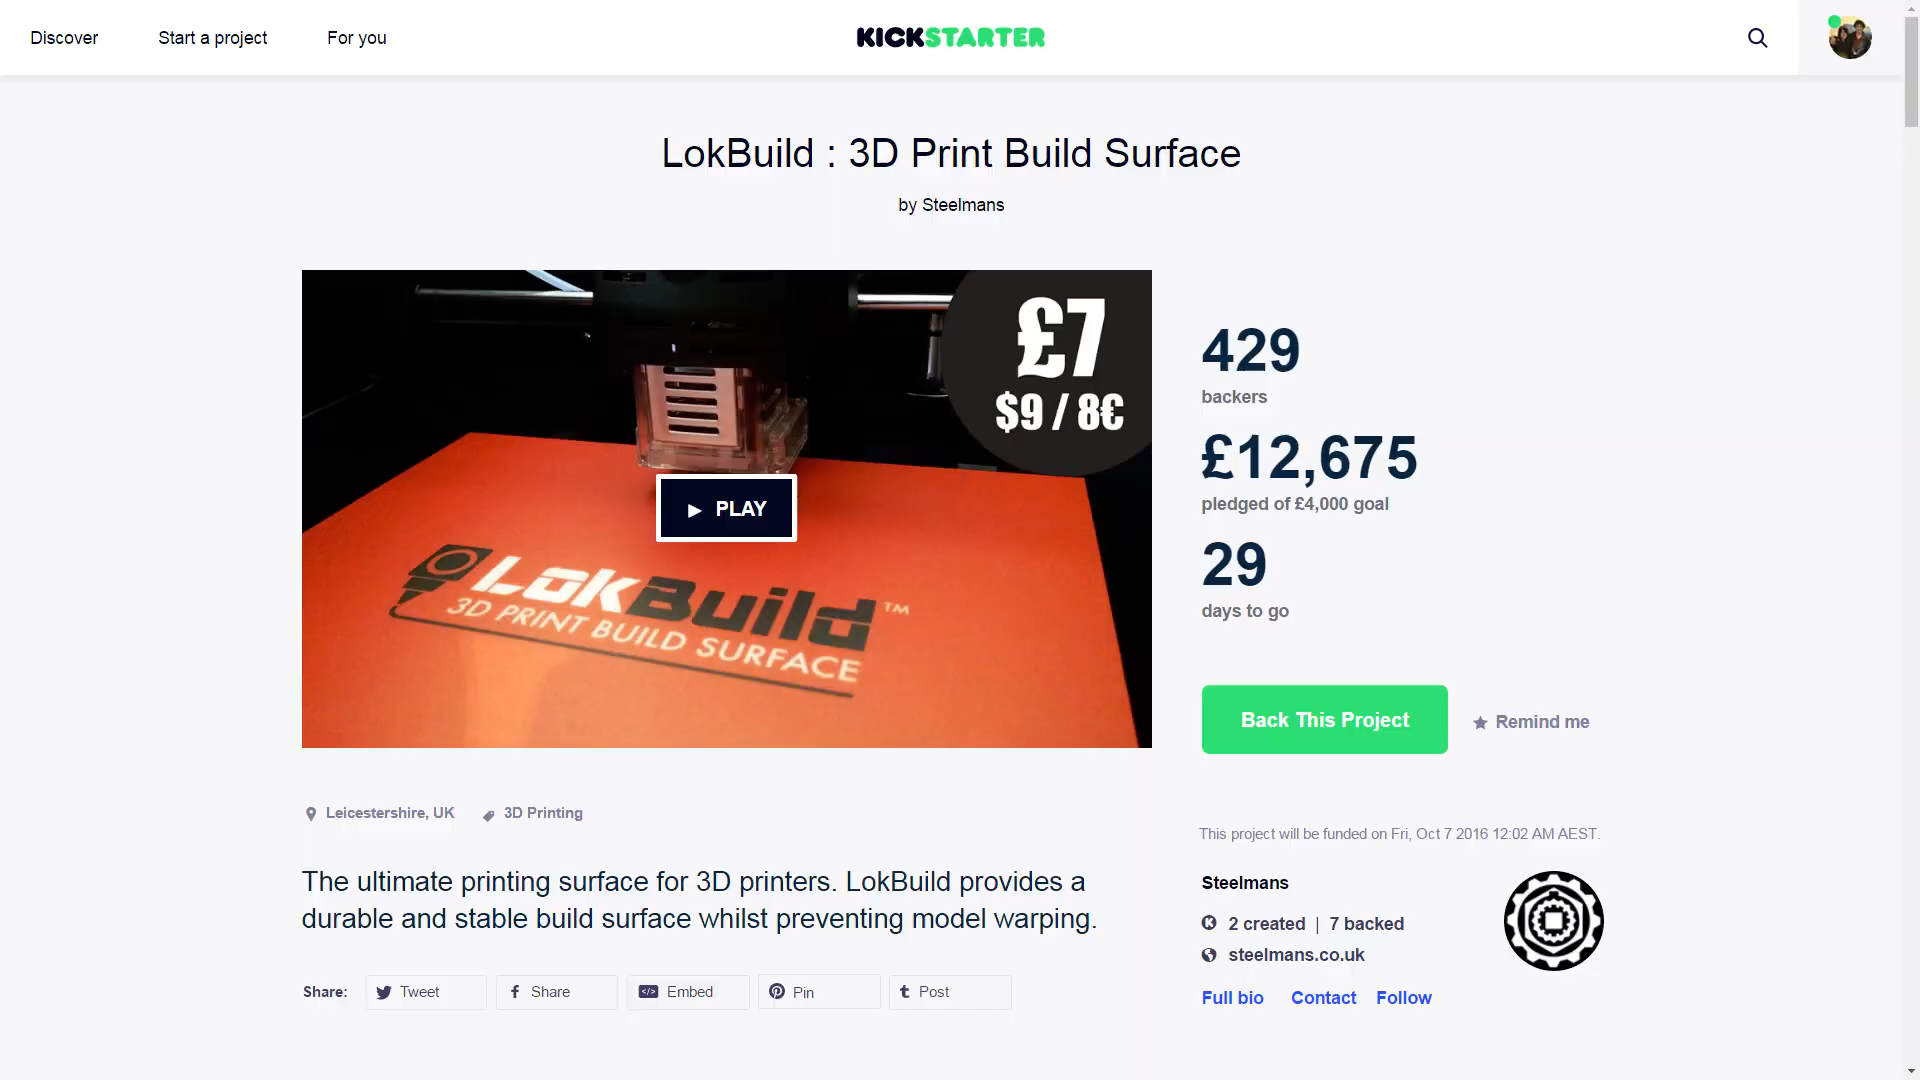 Discover
Start a project
For you
KICKSTARTER
LokBuild : 3D Print Build Surface
by Steelmans
£7
$9 / 8€
PLAY
LokBuild™
3D PRINT BUILD SURFACE
429
backers
£12,675
pledged of £4,000 goal
29
days to go
Back This Project
Remind me
Leicestershire, UK
3D Printing
The ultimate printing surface for 3D printers. LokBuild provides a
durable and stable build surface whilst preventing model warping.
Share:
Tweet
Share
Embed
Pin
Post
This project will be funded on Fri, Oct 7 2016 12:02 AM AEST.
Steelmans
2 created | 7 backed
steelmans.co.uk
Full bio
Contact
Follow